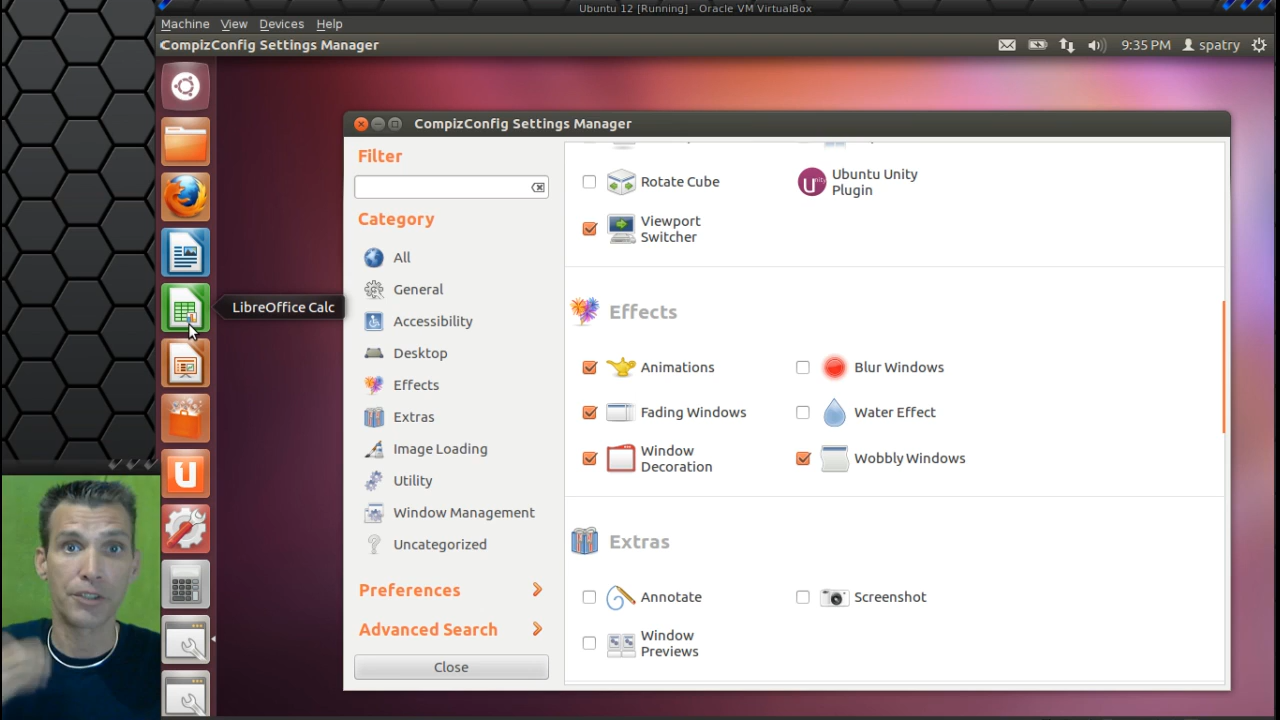 Ubuntu 12 [Running] - Oracle VM VirtualBox
Machine View Devices Help
CompizConfig Settings Manager
9:35 PM spatry
CompizConfig Settings Manager
Filter
Category
All
General
Accessibility
Desktop
Effects
Extras
Image Loading
Utility
Window Management
Uncategorized
Preferences
Advanced Search
Close
Rotate Cube
Ubuntu Unity
Plugin
Viewport
Switcher
Effects
Animations
Blur Windows
Fading Windows
Water Effect
Window
Decoration
Wobbly Windows
Extras
Annotate
Screenshot
Window
Previews
LibreOffice Calc